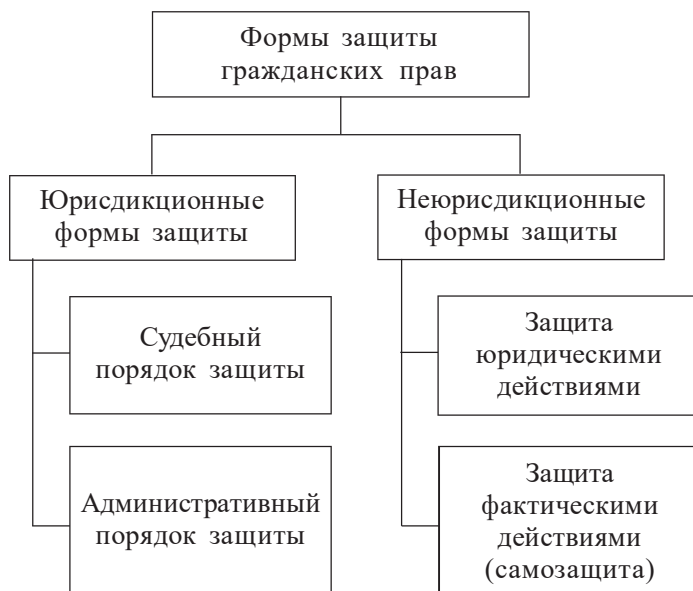 Формы защиты
гражданских прав
Юрисдикционные
формы защиты
Неюрисдикционные
формы защиты
Судебный
порядок защиты
Защита
юридическими
действиями
Административный
порядок защиты
Защита
фактическими
действиями
(самозащита)